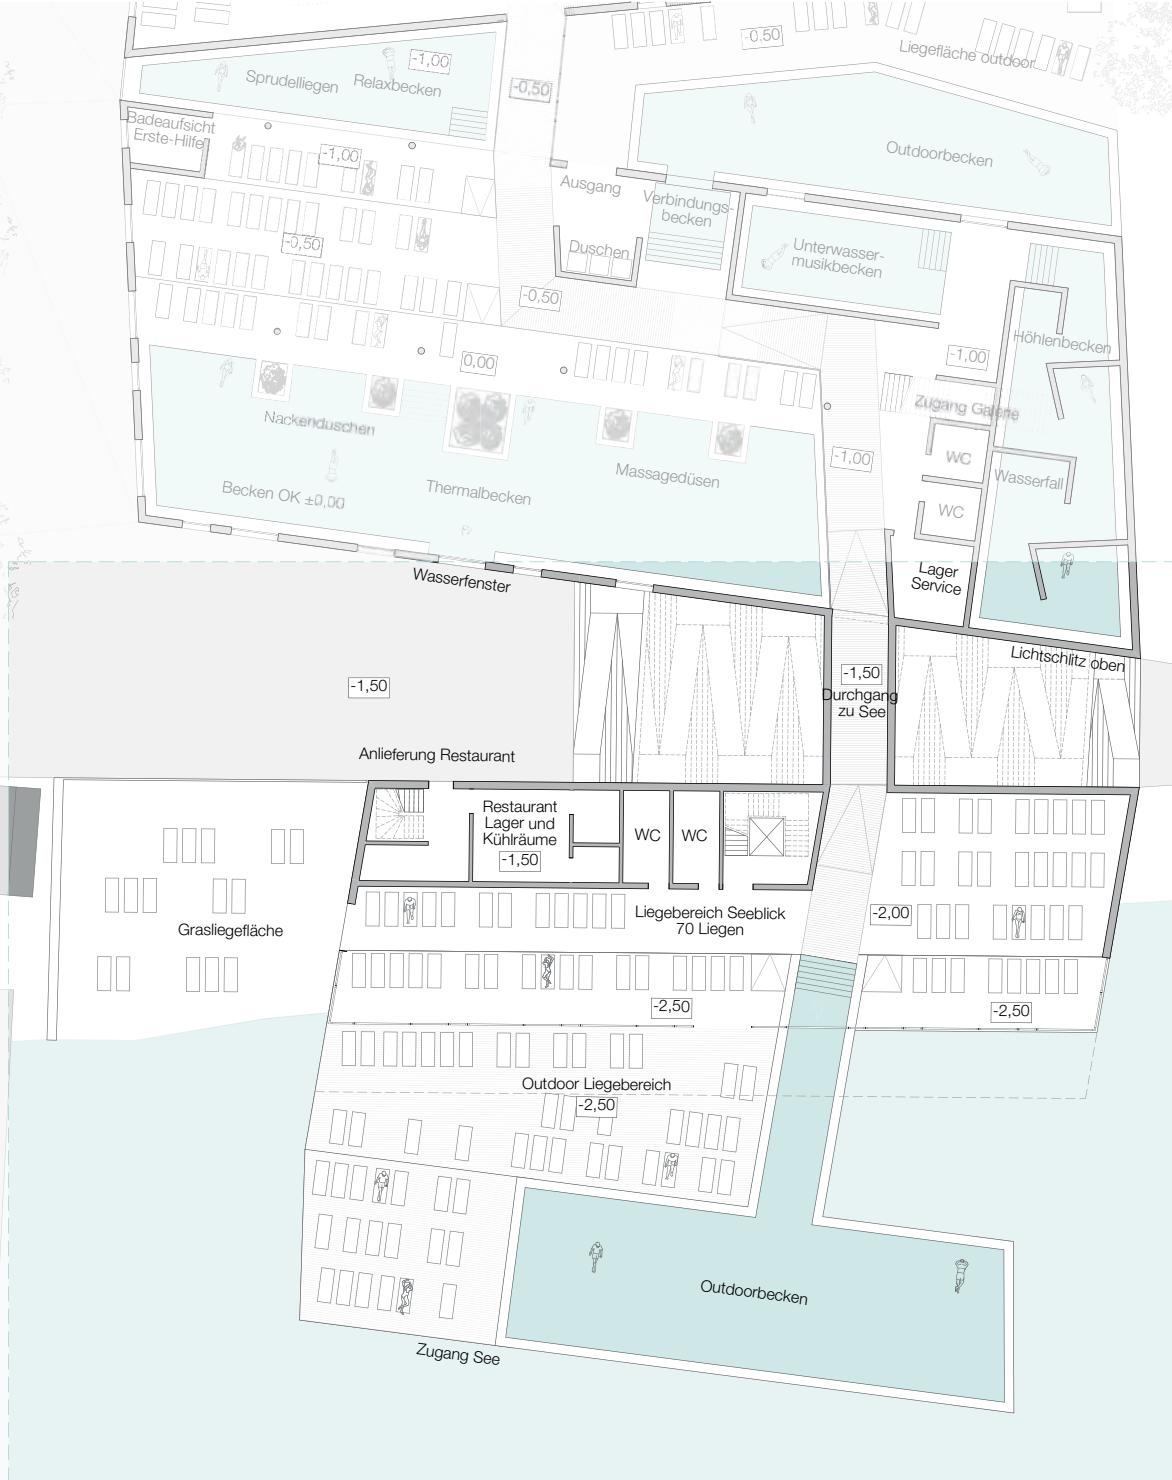 -0.50
Liegefläche outdoor
-1,00
Sprudelliegen
Relaxbecken
-0,50
Badeaufsicht
Erste-Hilfe
-1,00
Outdoorbecken
Ausgang
Verbindungs-
becken
-0,50
Duschen
Unterwasser-
musikbecken
-0,50
Höhlenbecken
-1,00
0,00
Zugang Galerie
Nackenduschen
WC
-1,00
Massagedüsen
Wasserfall
Becken OK ±0,00
Thermalbecken
WC
Wasserfenster
Lager
Service
Lichtschlitz oben
-1,50
-1,50
Durchgang
zu See
Anlieferung Restaurant
Restaurant
Lager und
Kühlräume
-1,50
WC
WC
Grasliegefläche
Liegebereich Seeblick
70 Liegen
-2,00
-2,50
-2,50
Outdoor Liegebereich
-2,50
Outdoorbecken
Zugang See